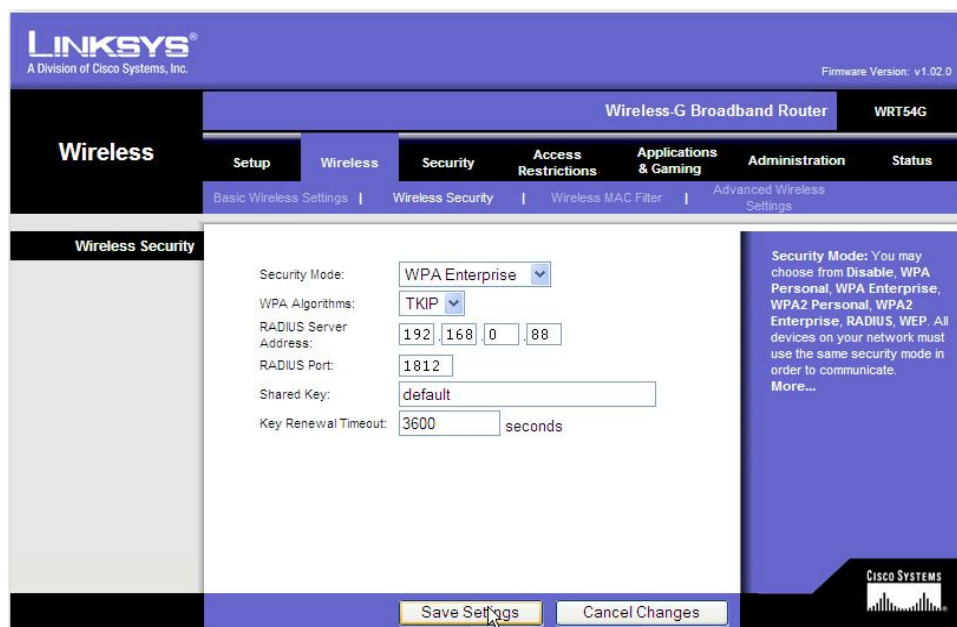 LINKSYS®
A Division of Cisco Systems, Inc.
Firmware Version: v1.02.0
Wireless-G Broadband Router
WRT54G
Wireless
Setup
Wireless
Security
Access
Restrictions
Applications
& Gaming
Administration
Status
Basic Wireless Settings |
Wireless Security |
Wireless MAC Filter |
Advanced Wireless
Settings
Wireless Security
Security Mode: WPA Enterprise
WPA Algorithms: TKIP
RADIUS Server
Address:
192.168.0.88
RADIUS Port: 1812
Shared Key: default
Key Renewal Timeout: 3600 seconds
Security Mode: You may
choose from Disable, WPA
Personal, WPA Enterprise,
WPA2 Personal, WPA2
Enterprise, RADIUS, WEP. All
devices on your network must
use the same security mode in
order to communicate.
More...
CISCO SYSTEMS
Save Settings
Cancel Changes